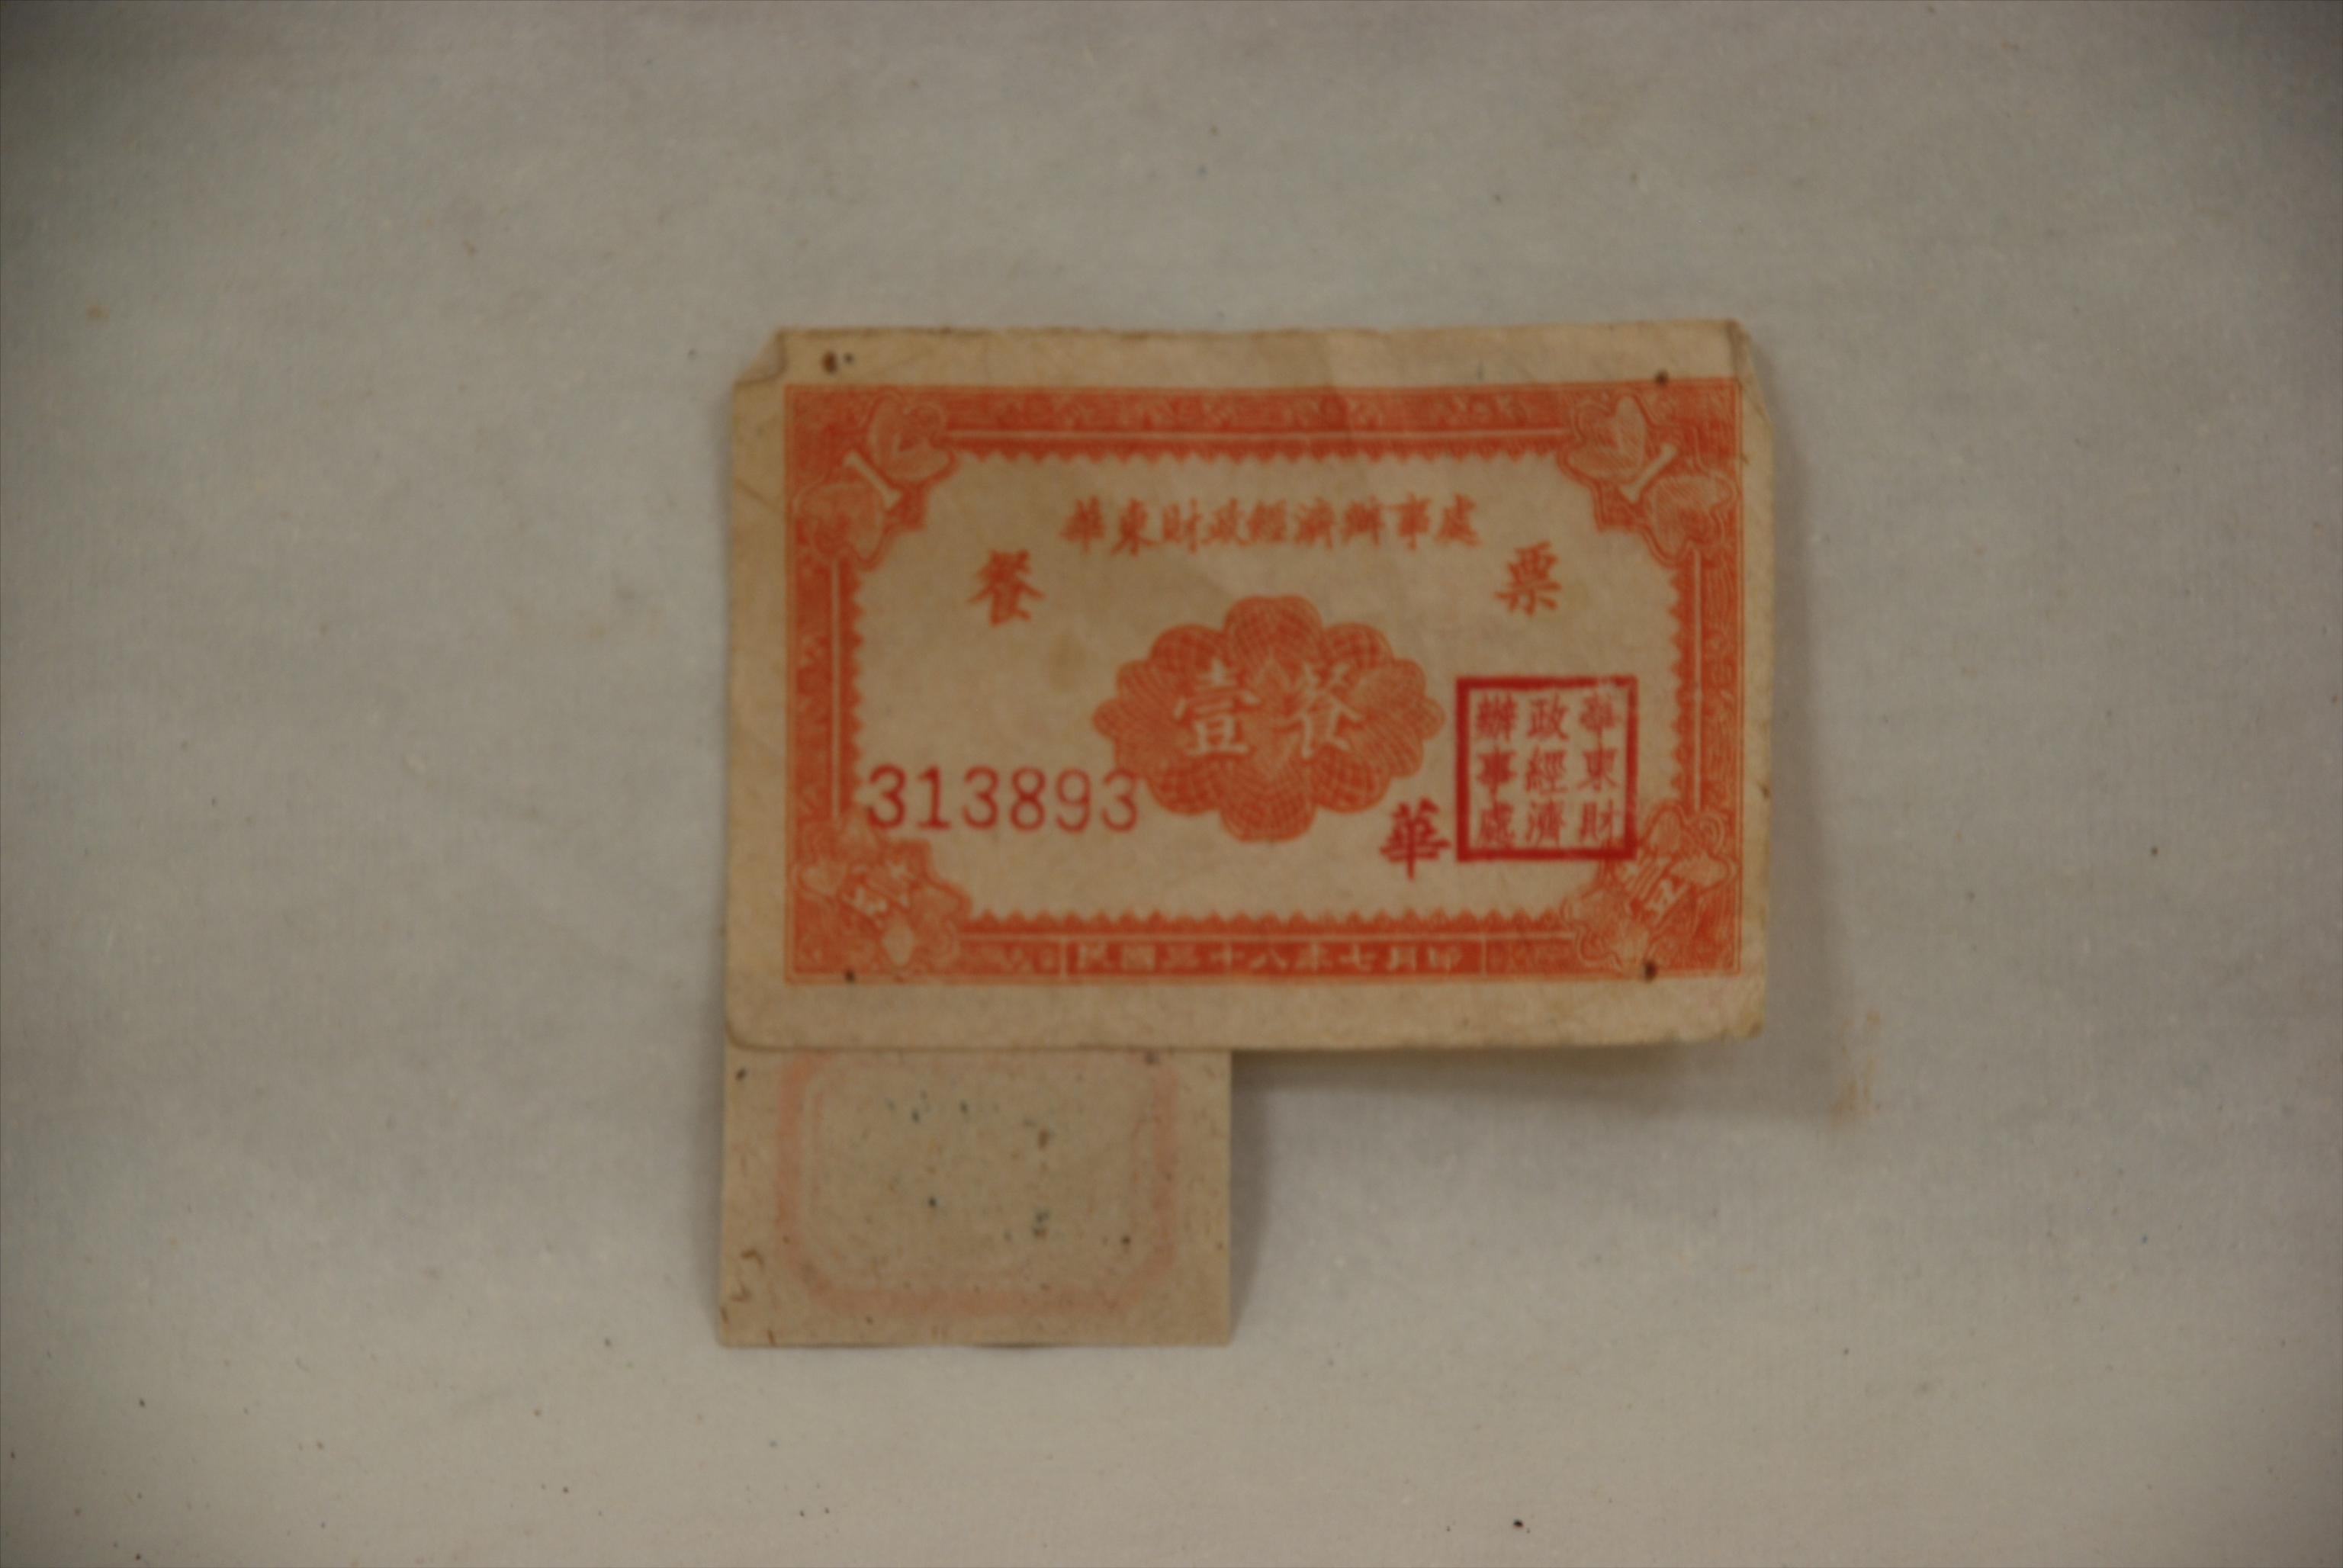 華東財政經濟辦事處
餐票
壹餐
313893
華
華東財
政經濟
辦事處
民國三十八年七月印